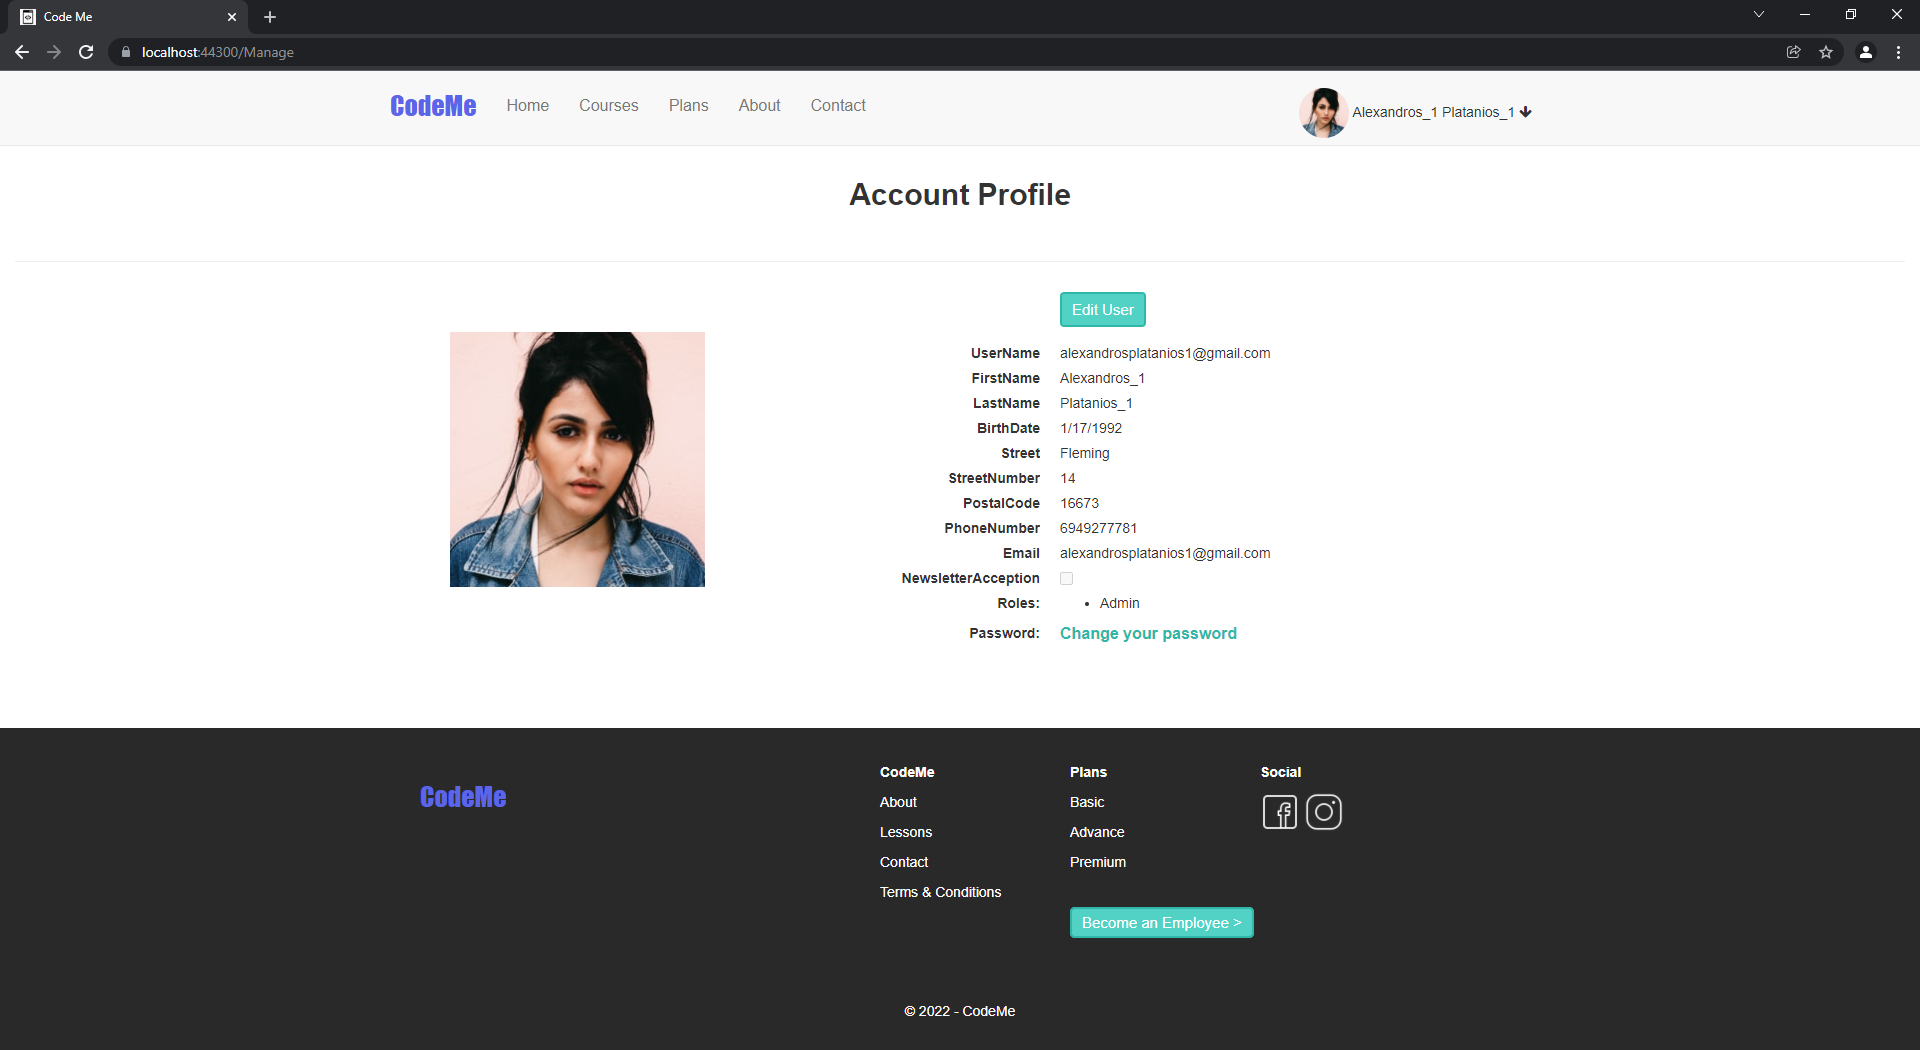 Code Me
localhost:44300/Manage
CodeMe Home Courses Plans About Contact Alexandros_1 Platanios_1
Account Profile
Edit User
UserName alexandrosplatanios1@gmail.com
FirstName Alexandros_1
LastName Platanios_1
BirthDate 1/17/1992
Street Fleming
StreetNumber 14
PostalCode 16673
PhoneNumber 6949277781
Email alexandrosplatanios1@gmail.com
NewsletterAcception
Roles: • Admin
Password: Change your password
CodeMe
CodeMe
About
Lessons
Contact
Terms & Conditions
Plans
Basic
Advance
Premium
Become an Employee >
Social
© 2022 - CodeMe